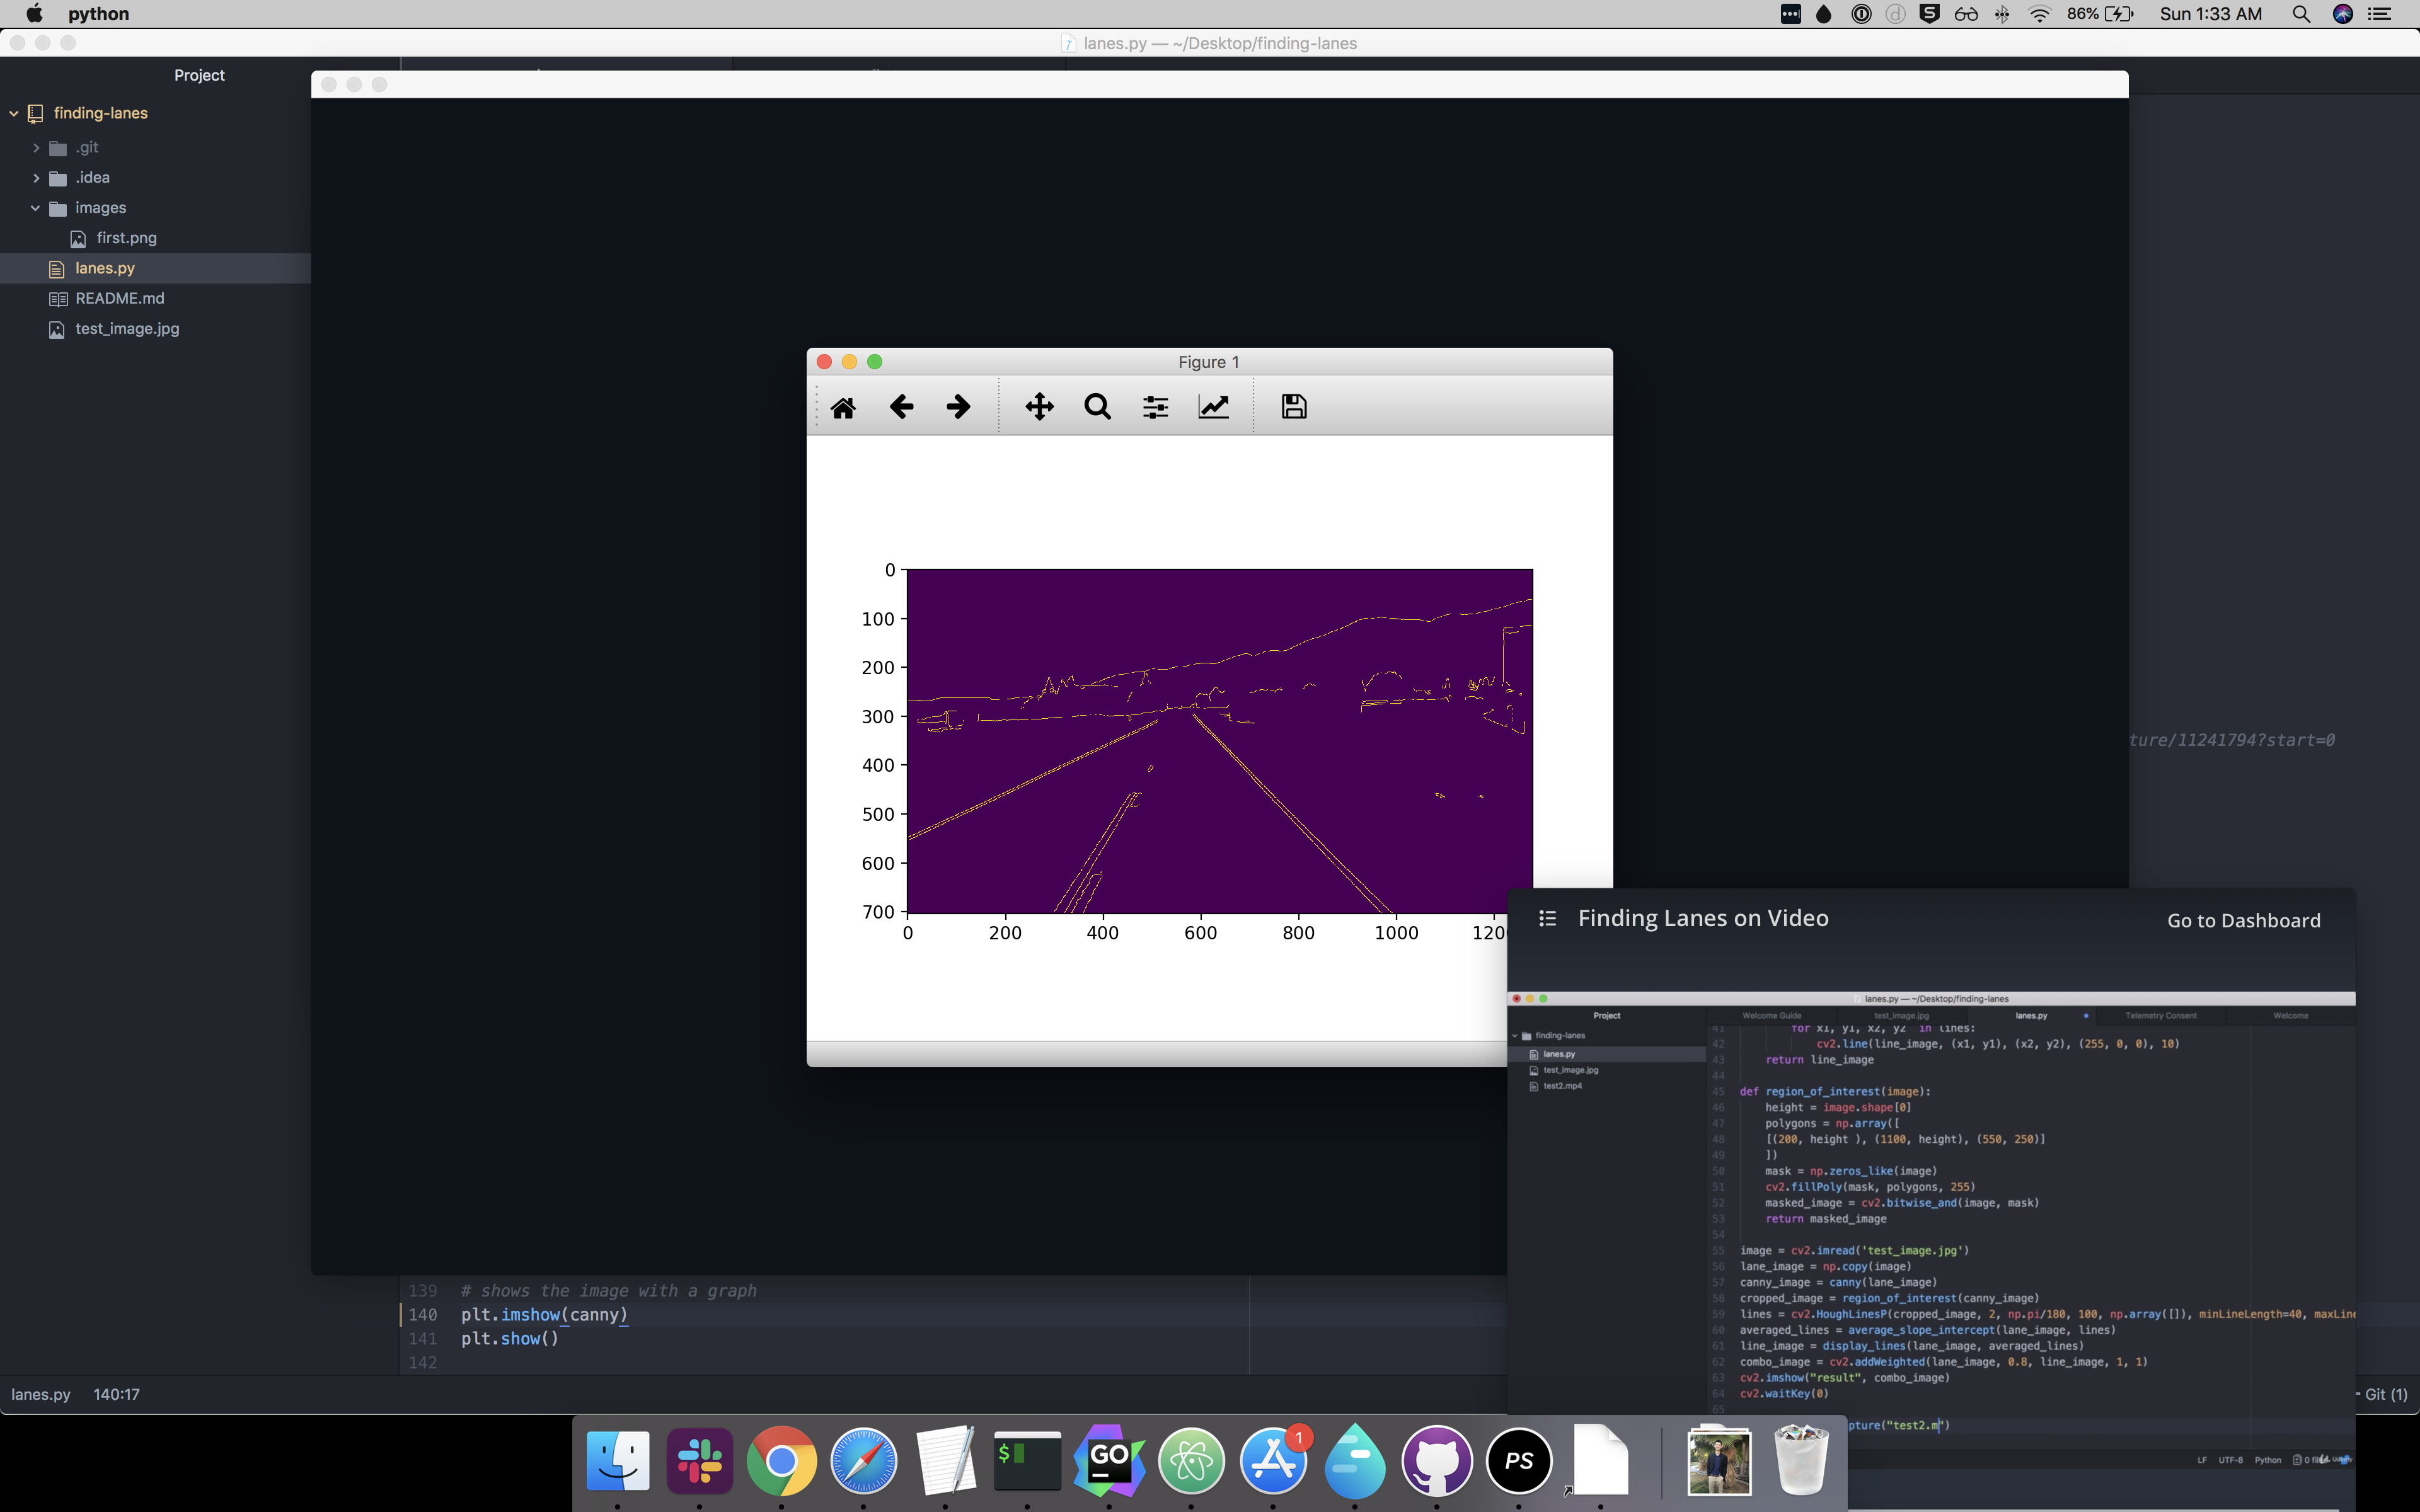 python
86%
Sun 1:33 AM
lanes.py — ~/Desktop/finding-lanes
Project
finding-lanes
.git
.idea
images
first.png
lanes.py
README.md
test_image.jpg
Figure 1
0
100
200
300
400
500
600
700
0 200 400 600 800 1000 120
ture/11241794?start=0
139 # shows the image with a graph
140 plt.imshow(canny)
141 plt.show()
142
lanes.py 140:17
Git (1)
Finding Lanes on Video
Go to Dashboard
lanes.py — ~/Desktop/finding-lanes
Project
Welcome Guide
test_image.jpg
lanes.py
Telemetry Consent
Welcome
finding-lanes
lanes.py
test_image.jpg
test2.mp4
41 for x1, y1, x2, y2 in lines:
42 cv2.line(line_image, (x1, y1), (x2, y2), (255, 0, 0), 10)
43 return line_image
44
45 def region_of_interest(image):
46 height = image.shape[0]
47 polygons = np.array([
48 [(200, height ), (1100, height), (550, 250)]
49 ])
50 mask = np.zeros_like(image)
51 cv2.fillPoly(mask, polygons, 255)
52 masked_image = cv2.bitwise_and(image, mask)
53 return masked_image
54
55 image = cv2.imread('test_image.jpg')
56 lane_image = np.copy(image)
57 canny_image = canny(lane_image)
58 cropped_image = region_of_interest(canny_image)
59 lines = cv2.HoughLinesP(cropped_image, 2, np.pi/180, 100, np.array([]), minLineLength=40, maxLine
60 averaged_lines = average_slope_intercept(lane_image, lines)
61 line_image = display_lines(lane_image, averaged_lines)
62 combo_image = cv2.addWeighted(lane_image, 0.8, line_image, 1, 1)
63 cv2.imshow("result", combo_image)
64 cv2.waitKey(0)
65
pture("test2.m")
LF UTF-8 Python
$
GO
1
PS